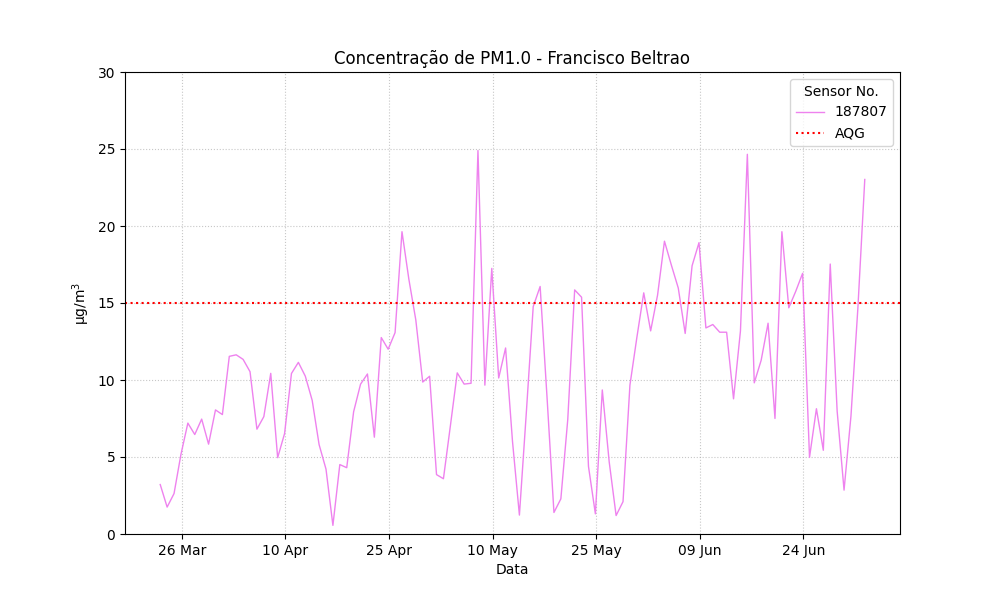 Concentração de PM1.0 - Francisco Beltrao
30
25
20
15
10
5
0
µg/m³
Sensor No.
187807
AQG
26 Mar
10 Apr
25 Apr
10 May
25 May
09 Jun
24 Jun
Data